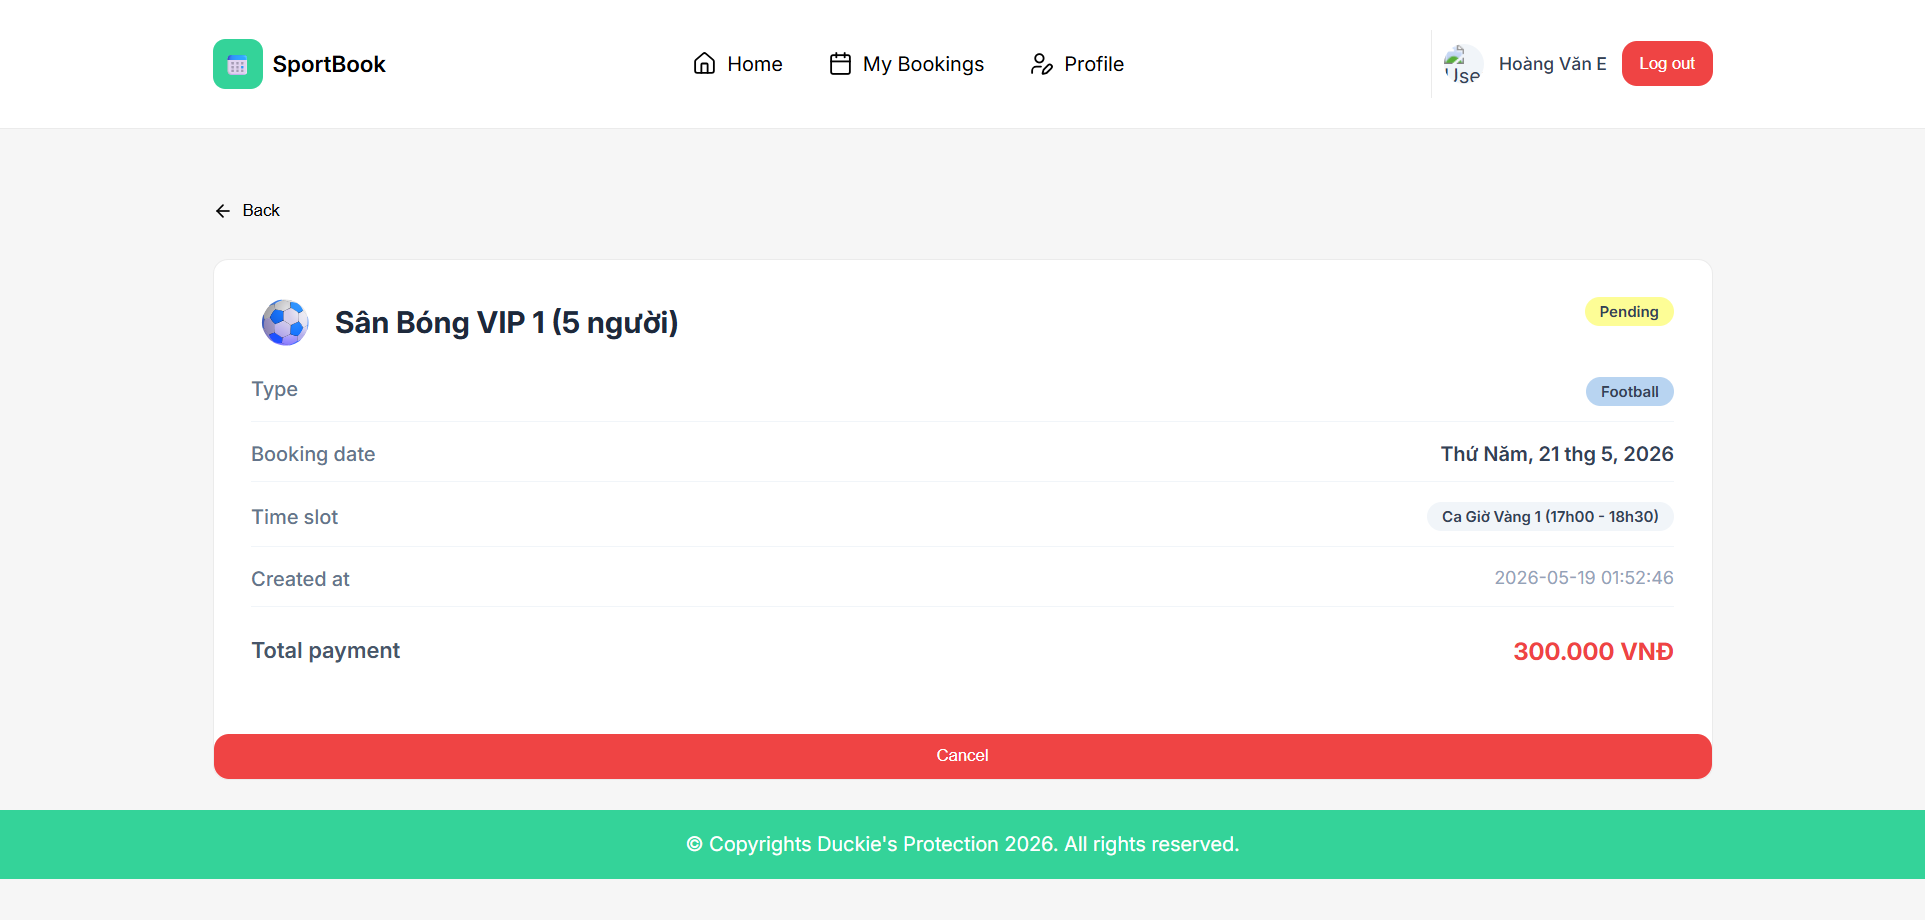 SportBook
Home
My Bookings
Profile
Use
Hoàng Văn E
Log out
Back
Sân Bóng VIP 1 (5 người)
Pending
Type
Football
Booking date
Thứ Năm, 21 thg 5, 2026
Time slot
Ca Giờ Vàng 1 (17h00 - 18h30)
Created at
2026-05-19 01:52:46
Total payment
300.000 VNĐ
Cancel
© Copyrights Duckie's Protection 2026. All rights reserved.